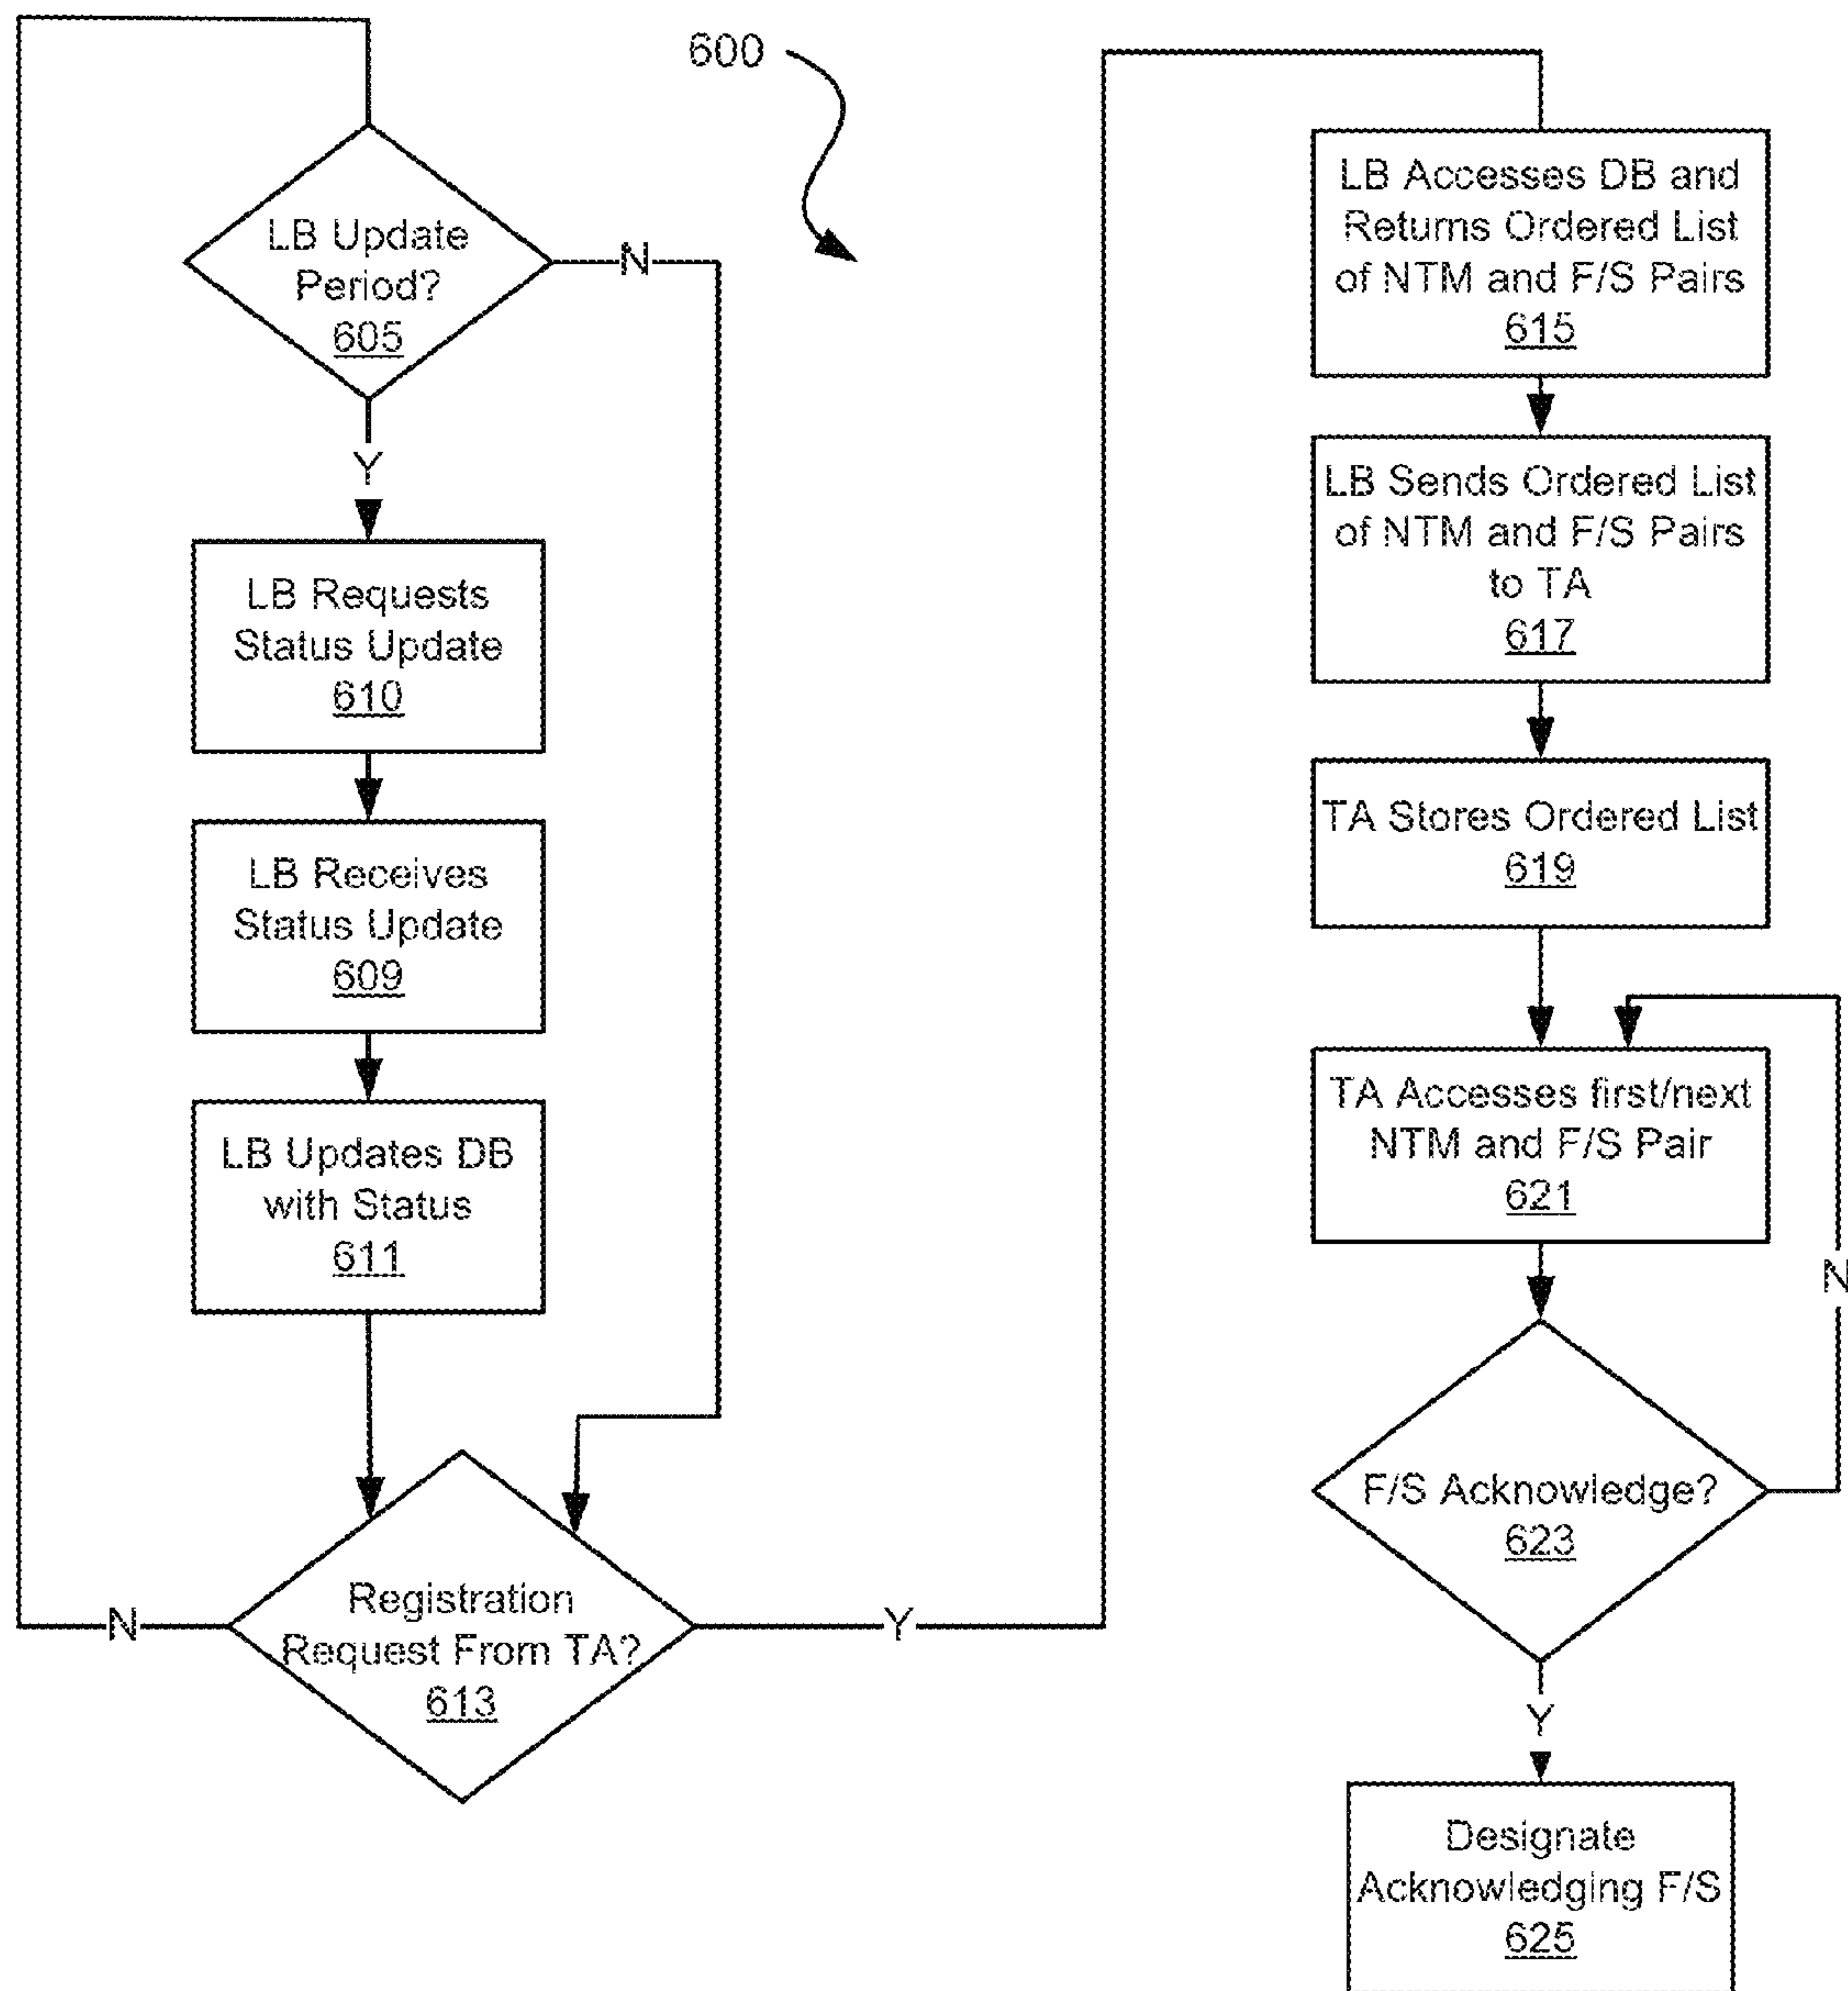 600
LB Update
Period?
605
N
Y
LB Requests
Status Update
610
LB Receives
Status Update
609
LB Updates DB
with Status
611
Registration
Request From TA?
613
N
Y
LB Accesses DB and
Returns Ordered List
of NTM and F/S Pairs
615
LB Sends Ordered List
of NTM and F/S Pairs
to TA
617
TA Stores Ordered List
619
TA Accesses first/next
NTM and F/S Pair
621
N
F/S Acknowledge?
623
Y
Designate
Acknowledging F/S
625